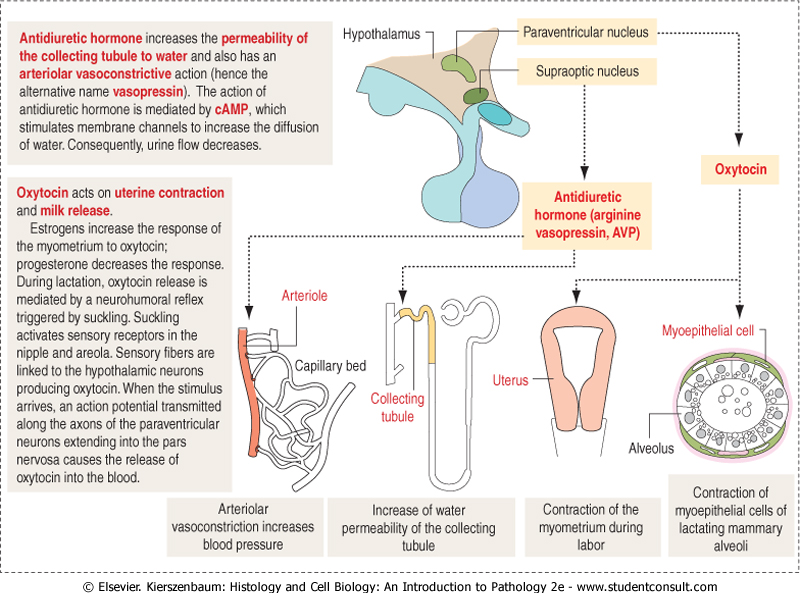 Antidiuretic hormone increases the permeability of
the collecting tubule to water and also has an
arteriolar vasoconstrictive action (hence the
alternative name vasopressin). The action of
antidiuretic hormone is mediated by cAMP, which
stimulates membrane channels to increase the diffusion
of water. Consequently, urine flow decreases.
Hypothalamus
Paraventricular nucleus
Supraoptic nucleus
Oxytocin
Antidiuretic
hormone (arginine
vasopressin, AVP)
Oxytocin acts on uterine contraction
and milk release.
Estrogens increase the response of
the myometrium to oxytocin;
progesterone decreases the response.
During lactation, oxytocin release is
mediated by a neurohumoral reflex
triggered by suckling. Suckling
activates sensory receptors in the
nipple and areola. Sensory fibers are
linked to the hypothalamic neurons
producing oxytocin. When the stimulus
arrives, an action potential transmitted
along the axons of the paraventricular
neurons extending into the pars
nervosa causes the release of
oxytocin into the blood.
Arteriole
Capillary bed
Collecting
tubule
Uterus
Myoepithelial cell
Alveolus
Arteriolar
vasoconstriction increases
blood pressure
Increase of water
permeability of the collecting
tubule
Contraction of the
myometrium during
labor
Contraction of
myoepithelial cells of
lactating mammary
alveoli
© Elsevier. Kierszenbaum: Histology and Cell Biology: An Introduction to Pathology 2e - www.studentconsult.com